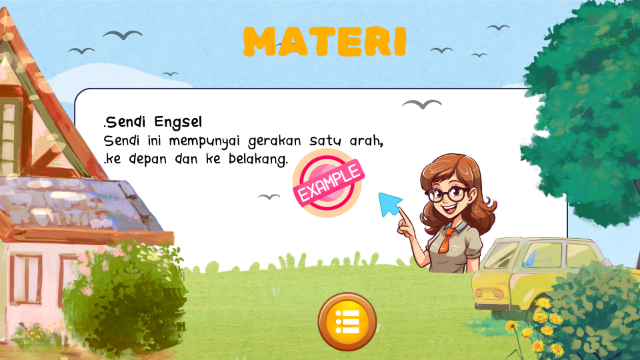 MATERI
.Sendi Engsel
Sendi ini mempunyai gerakan satu arah,
.ke depan dan ke belakang.
EXAMPLE